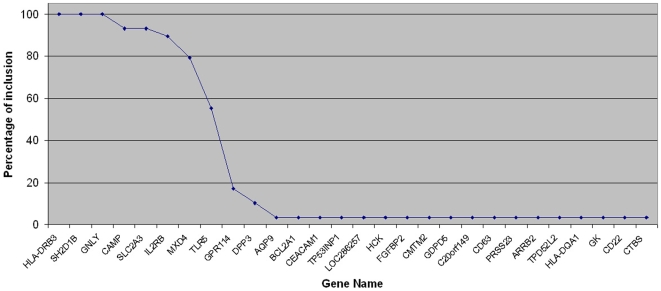 Percentage of inclusion
100
80
60
40
20
0
HLA-DRB3
SH2D1B
GNLY
CAMP
SLC2A3
IL2RB
MXD4
TLR5
GPR114
DPP3
AQP9
BCL2A1
CEACAM1
TP53INP1
LOC286257
HCK
FGFBP2
CMTM2
GDPD5
C20orf149
CD63
PRSS23
ARRB2
TPD52L2
HLA-DQA1
GK
CD22
CTBS
Gene Name